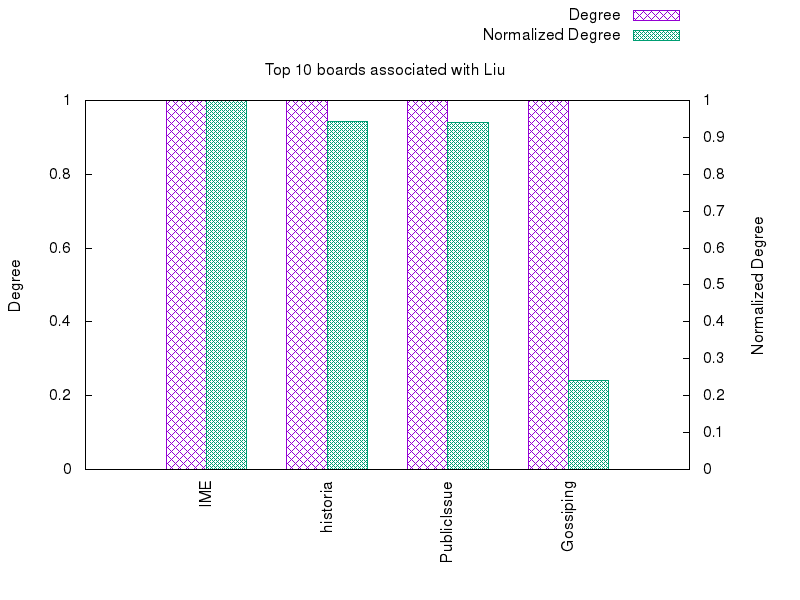 Degree
Normalized Degree
Top 10 boards associated with Liu
1
0.8
0.6
0.4
0.2
0
Degree
1
0.9
0.8
0.7
0.6
0.5
0.4
0.3
0.2
0.1
0
Normalized Degree
IME
historia
PublicIssue
Gossiping